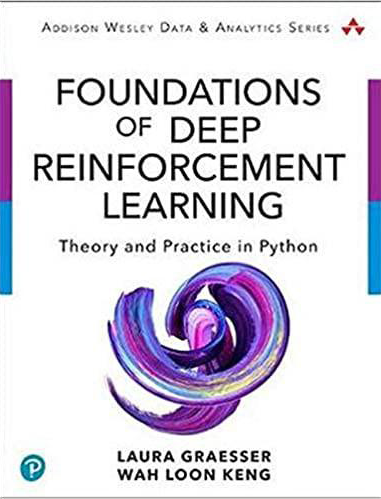 ADDISON WESLEY DATA & ANALYTICS SERIES
FOUNDATIONS
OF DEEP
REINFORCEMENT
LEARNING
Theory and Practice in Python
LAURA GRAESSER
WAH LOON KENG
P